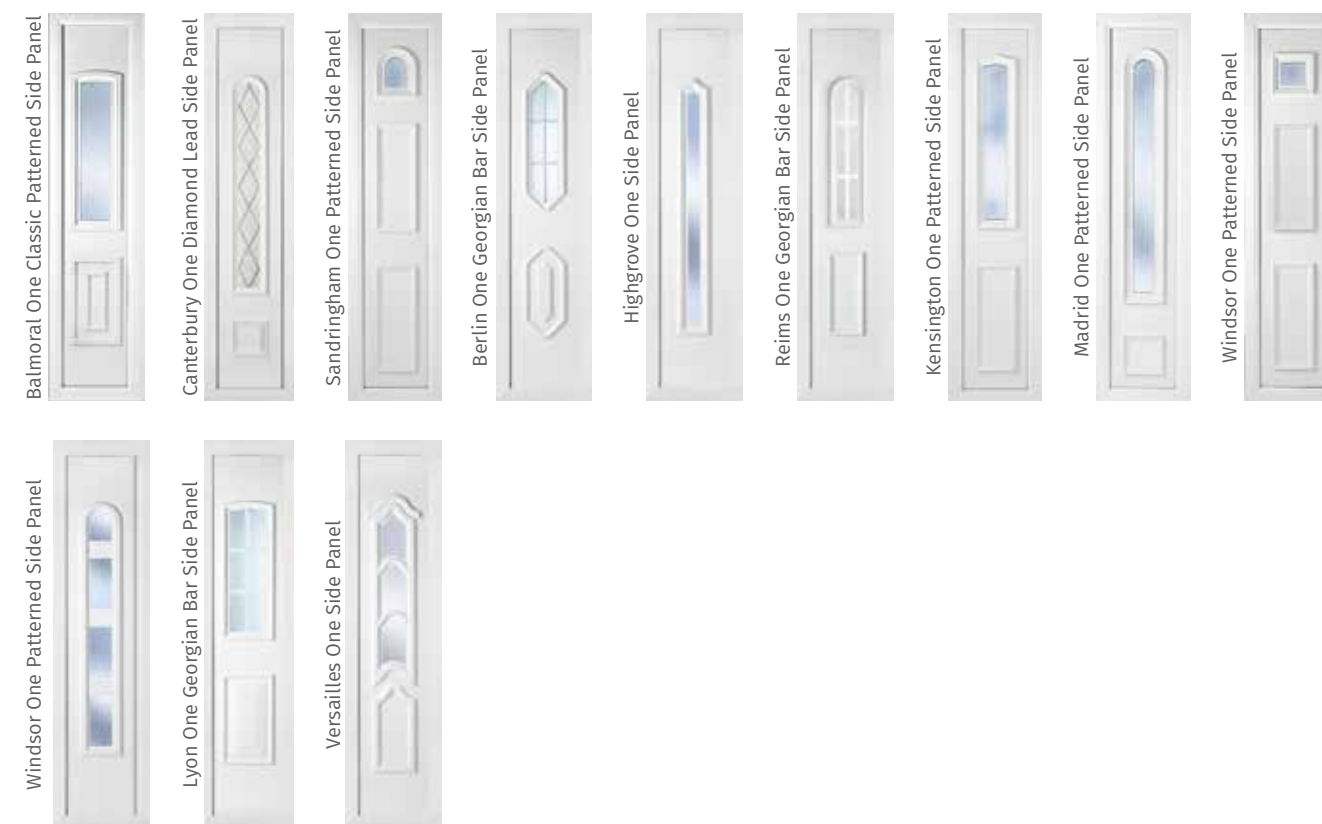 Balmoral One Classic Patterned Side Panel
Canterbury One Diamond Lead Side Panel
Sandringham One Patterned Side Panel
Berlin One Georgian Bar Side Panel
Highgrove One Side Panel
Reims One Georgian Bar Side Panel
Kensington One Patterned Side Panel
Madrid One Patterned Side Panel
Windsor One Patterned Side Panel
Windsor One Patterned Side Panel
Lyon One Georgian Bar Side Panel
Versailles One Side Panel